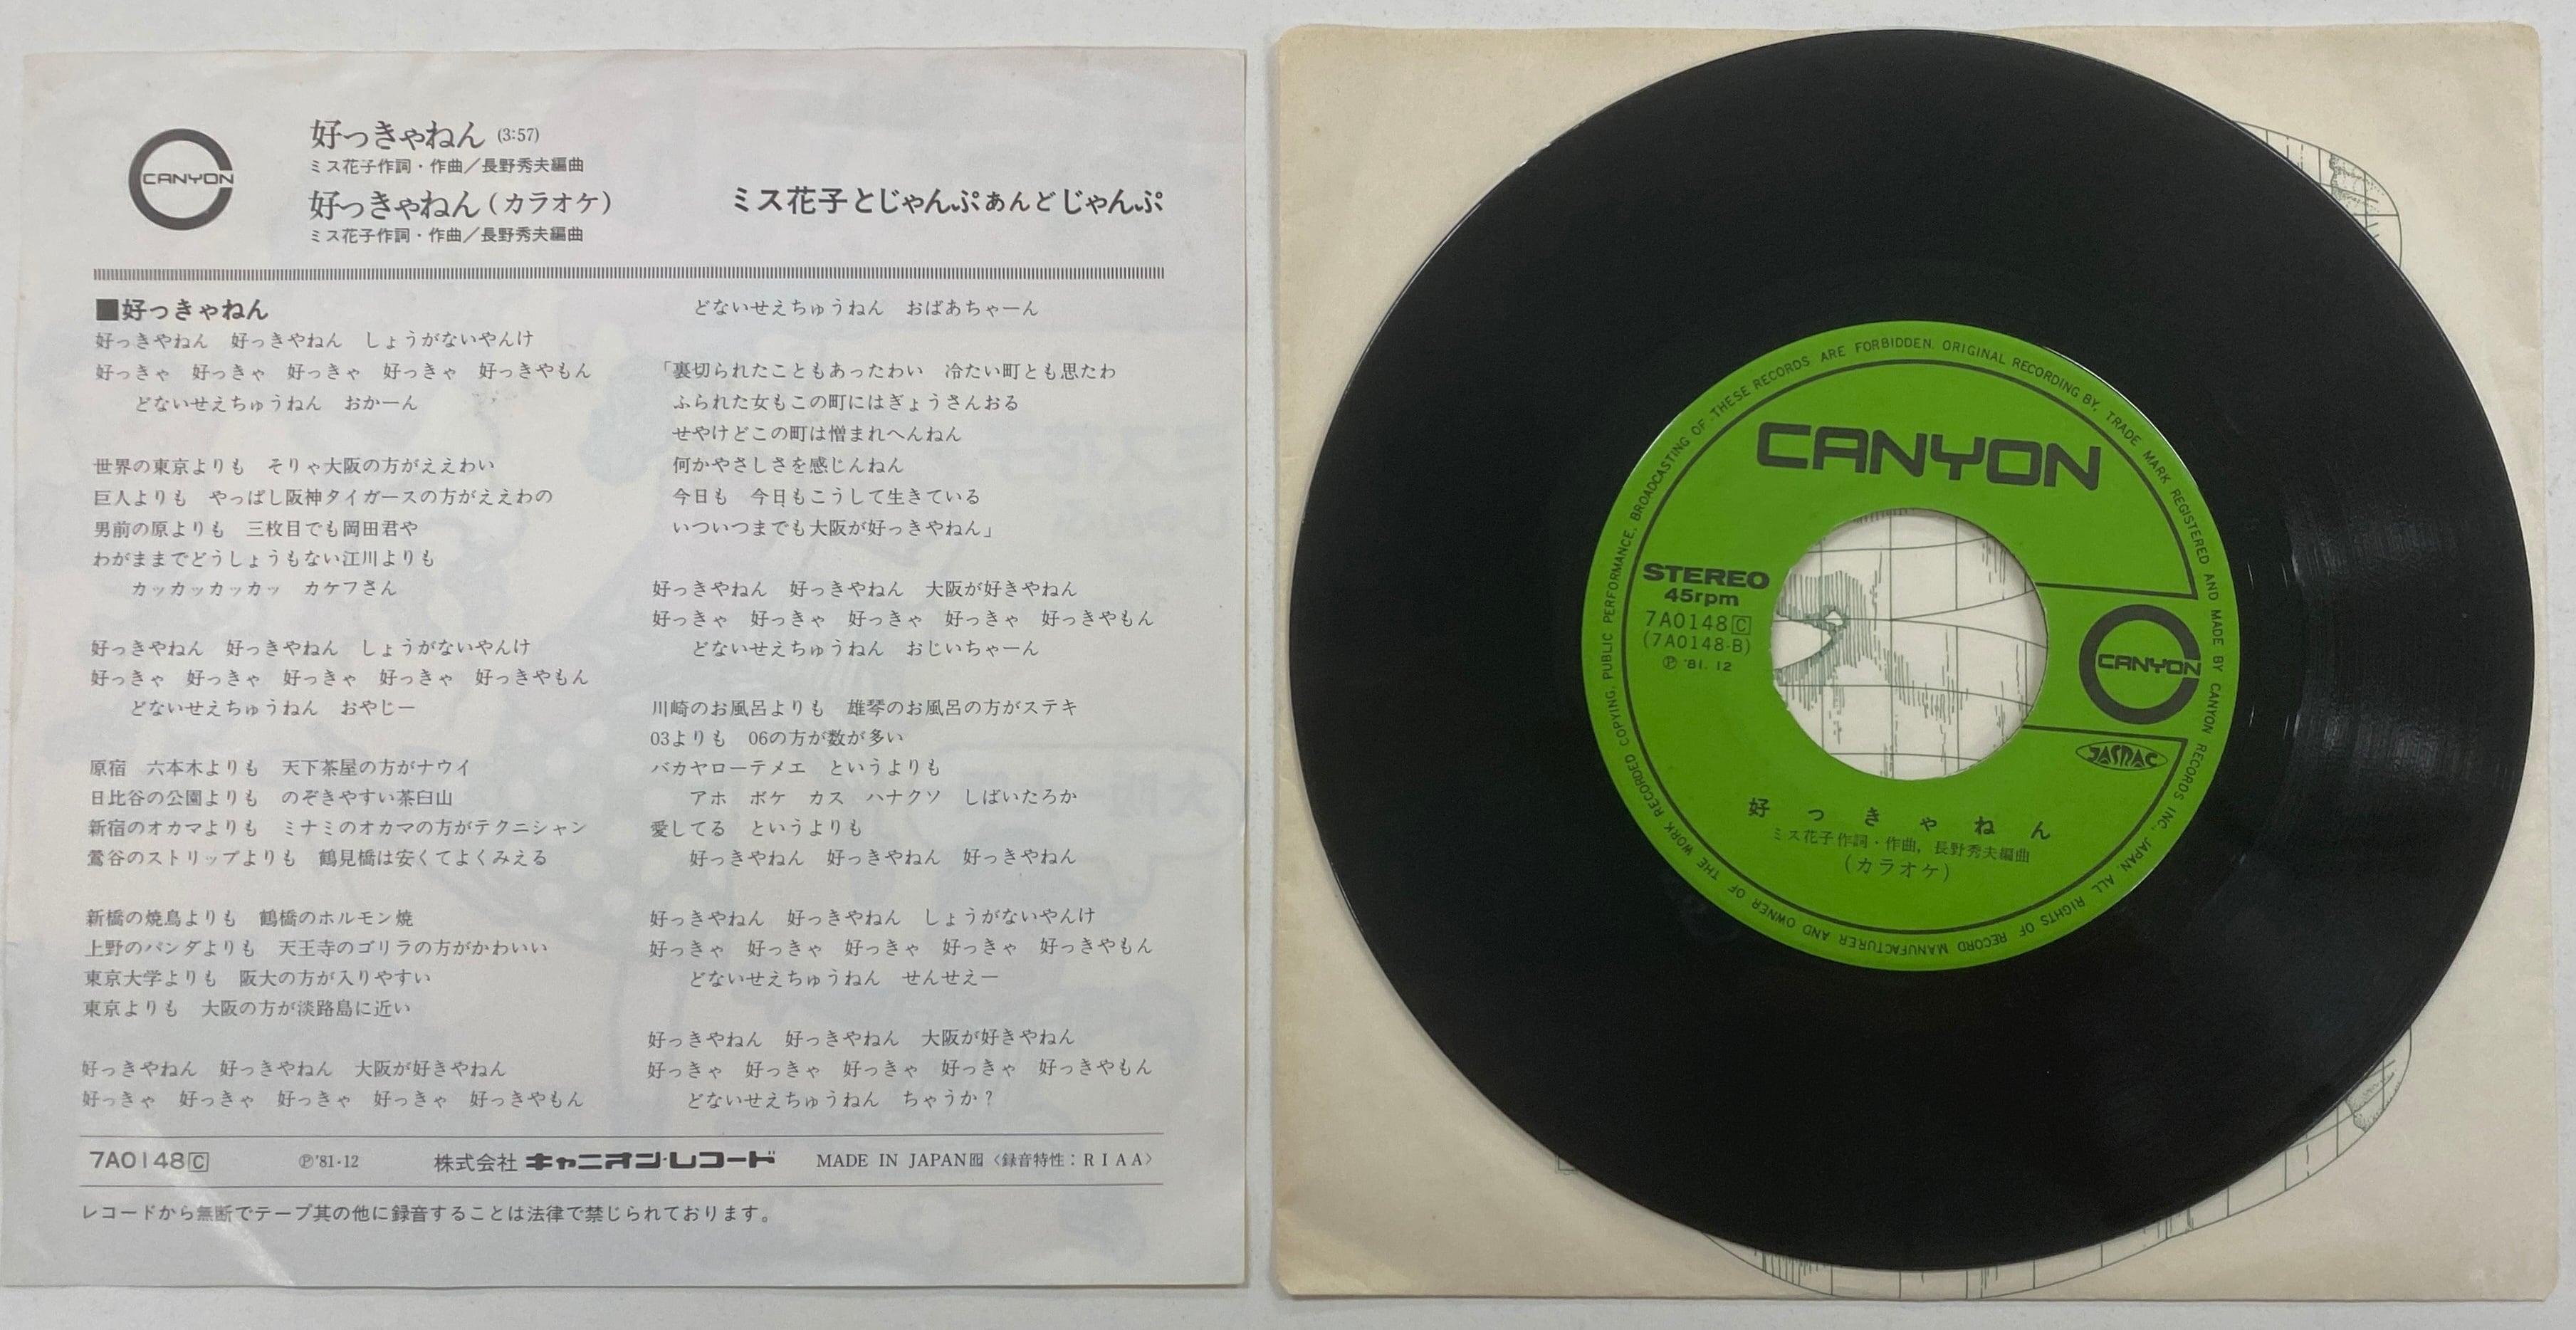 CANYON
好っきゃねん (3:57)
ミス花子作詞・作曲／長野秀夫編曲
好っきゃねん(カラオケ)
ミス花子作詞・作曲／長野秀夫編曲
ミス花子とじゃんぷあんどじゃんぷ
■好っきゃねん
好っきやねん　好っきやねん　しょうがないやんけ
好っきゃ　好っきゃ　好っきゃ　好っきゃ　好っきやもん
どないせえちゅうねん　おかーん
世界の東京よりも　そりゃ大阪の方がええわい
巨人よりも　やっぱし阪神タイガースの方がええわの
男前の原よりも　三枚目でも岡田君や
わがままでどうしょうもない江川よりも
カッカッカッカッ　カケフさん
好っきやねん　好っきやねん　しょうがないやんけ
好っきゃ　好っきゃ　好っきゃ　好っきゃ　好っきやもん
どないせえちゅうねん　おやじー
原宿　六本木よりも　天下茶屋の方がナウイ
日比谷の公園よりも　のぞきやすい茶臼山
新宿のオカマよりも　ミナミのオカマの方がテクニシャン
鶯谷のストリップよりも　鶴見橋は安くてよくみえる
新橋の焼鳥よりも　鶴橋のホルモン焼
上野のパンダよりも　天王寺のゴリラの方がかわいい
東京大学よりも　阪大の方が入りやすい
東京よりも　大阪の方が淡路島に近い
好っきやねん　好っきやねん　大阪が好きやねん
好っきゃ　好っきゃ　好っきゃ　好っきゃ　好っきやもん
どないせえちゅうねん　おばあちゃーん
「裏切られたこともあったわい　冷たい町とも思たわ
ふられた女もこの町にはぎょうさんおる
せやけどこの町は憎まれへんねん
何かやさしさを感じんねん
今日も　今日もこうして生きている
いついつまでも大阪が好っきやねん」
好っきやねん　好っきやねん　大阪が好きやねん
好っきゃ　好っきゃ　好っきゃ　好っきゃ　好っきやもん
どないせえちゅうねん　おじいちゃーん
川崎のお風呂よりも　雄琴のお風呂の方がステキ
03よりも　06の方が数が多い
バカヤローテメエ　というよりも
アホ　ボケ　カス　ハナクソ　しばいたろか
愛してる　というよりも
好っきやねん　好っきやねん　好っきやねん
好っきやねん　好っきやねん　しょうがないやんけ
好っきゃ　好っきゃ　好っきゃ　好っきゃ　好っきやもん
どないせえちゅうねん　せんせえー
好っきやねん　好っきやねん　大阪が好きやねん
好っきゃ　好っきゃ　好っきゃ　好っきゃ　好っきやもん
どないせえちゅうねん　ちゃうか？
7A0148C
Ⓟ'81・12
株式会社キャニオン・レコード
MADE IN JAPAN〈録音特性：RIAA〉
レコードから無断でテープ其の他に録音することは法律で禁じられております。
ORIGINAL RECORDING BY, TRADE MARK REGISTERED AND MADE BY CANYON RECORDS INC., JAPAN. ALL RIGHTS OF RECORD MANUFACTURER AND OWNER OF THE WORK RECORDED COPYING, PUBLIC PERFORMANCE, BROADCASTING OF THESE RECORDS ARE FORBIDDEN.
CANYON
STEREO
45rpm
7A0148C
(7A0148-B)
Ⓟ '81. 12
CANYON
JASRAC
好っきゃねん
ミス花子作詞・作曲, 長野秀夫編曲
(カラオケ)